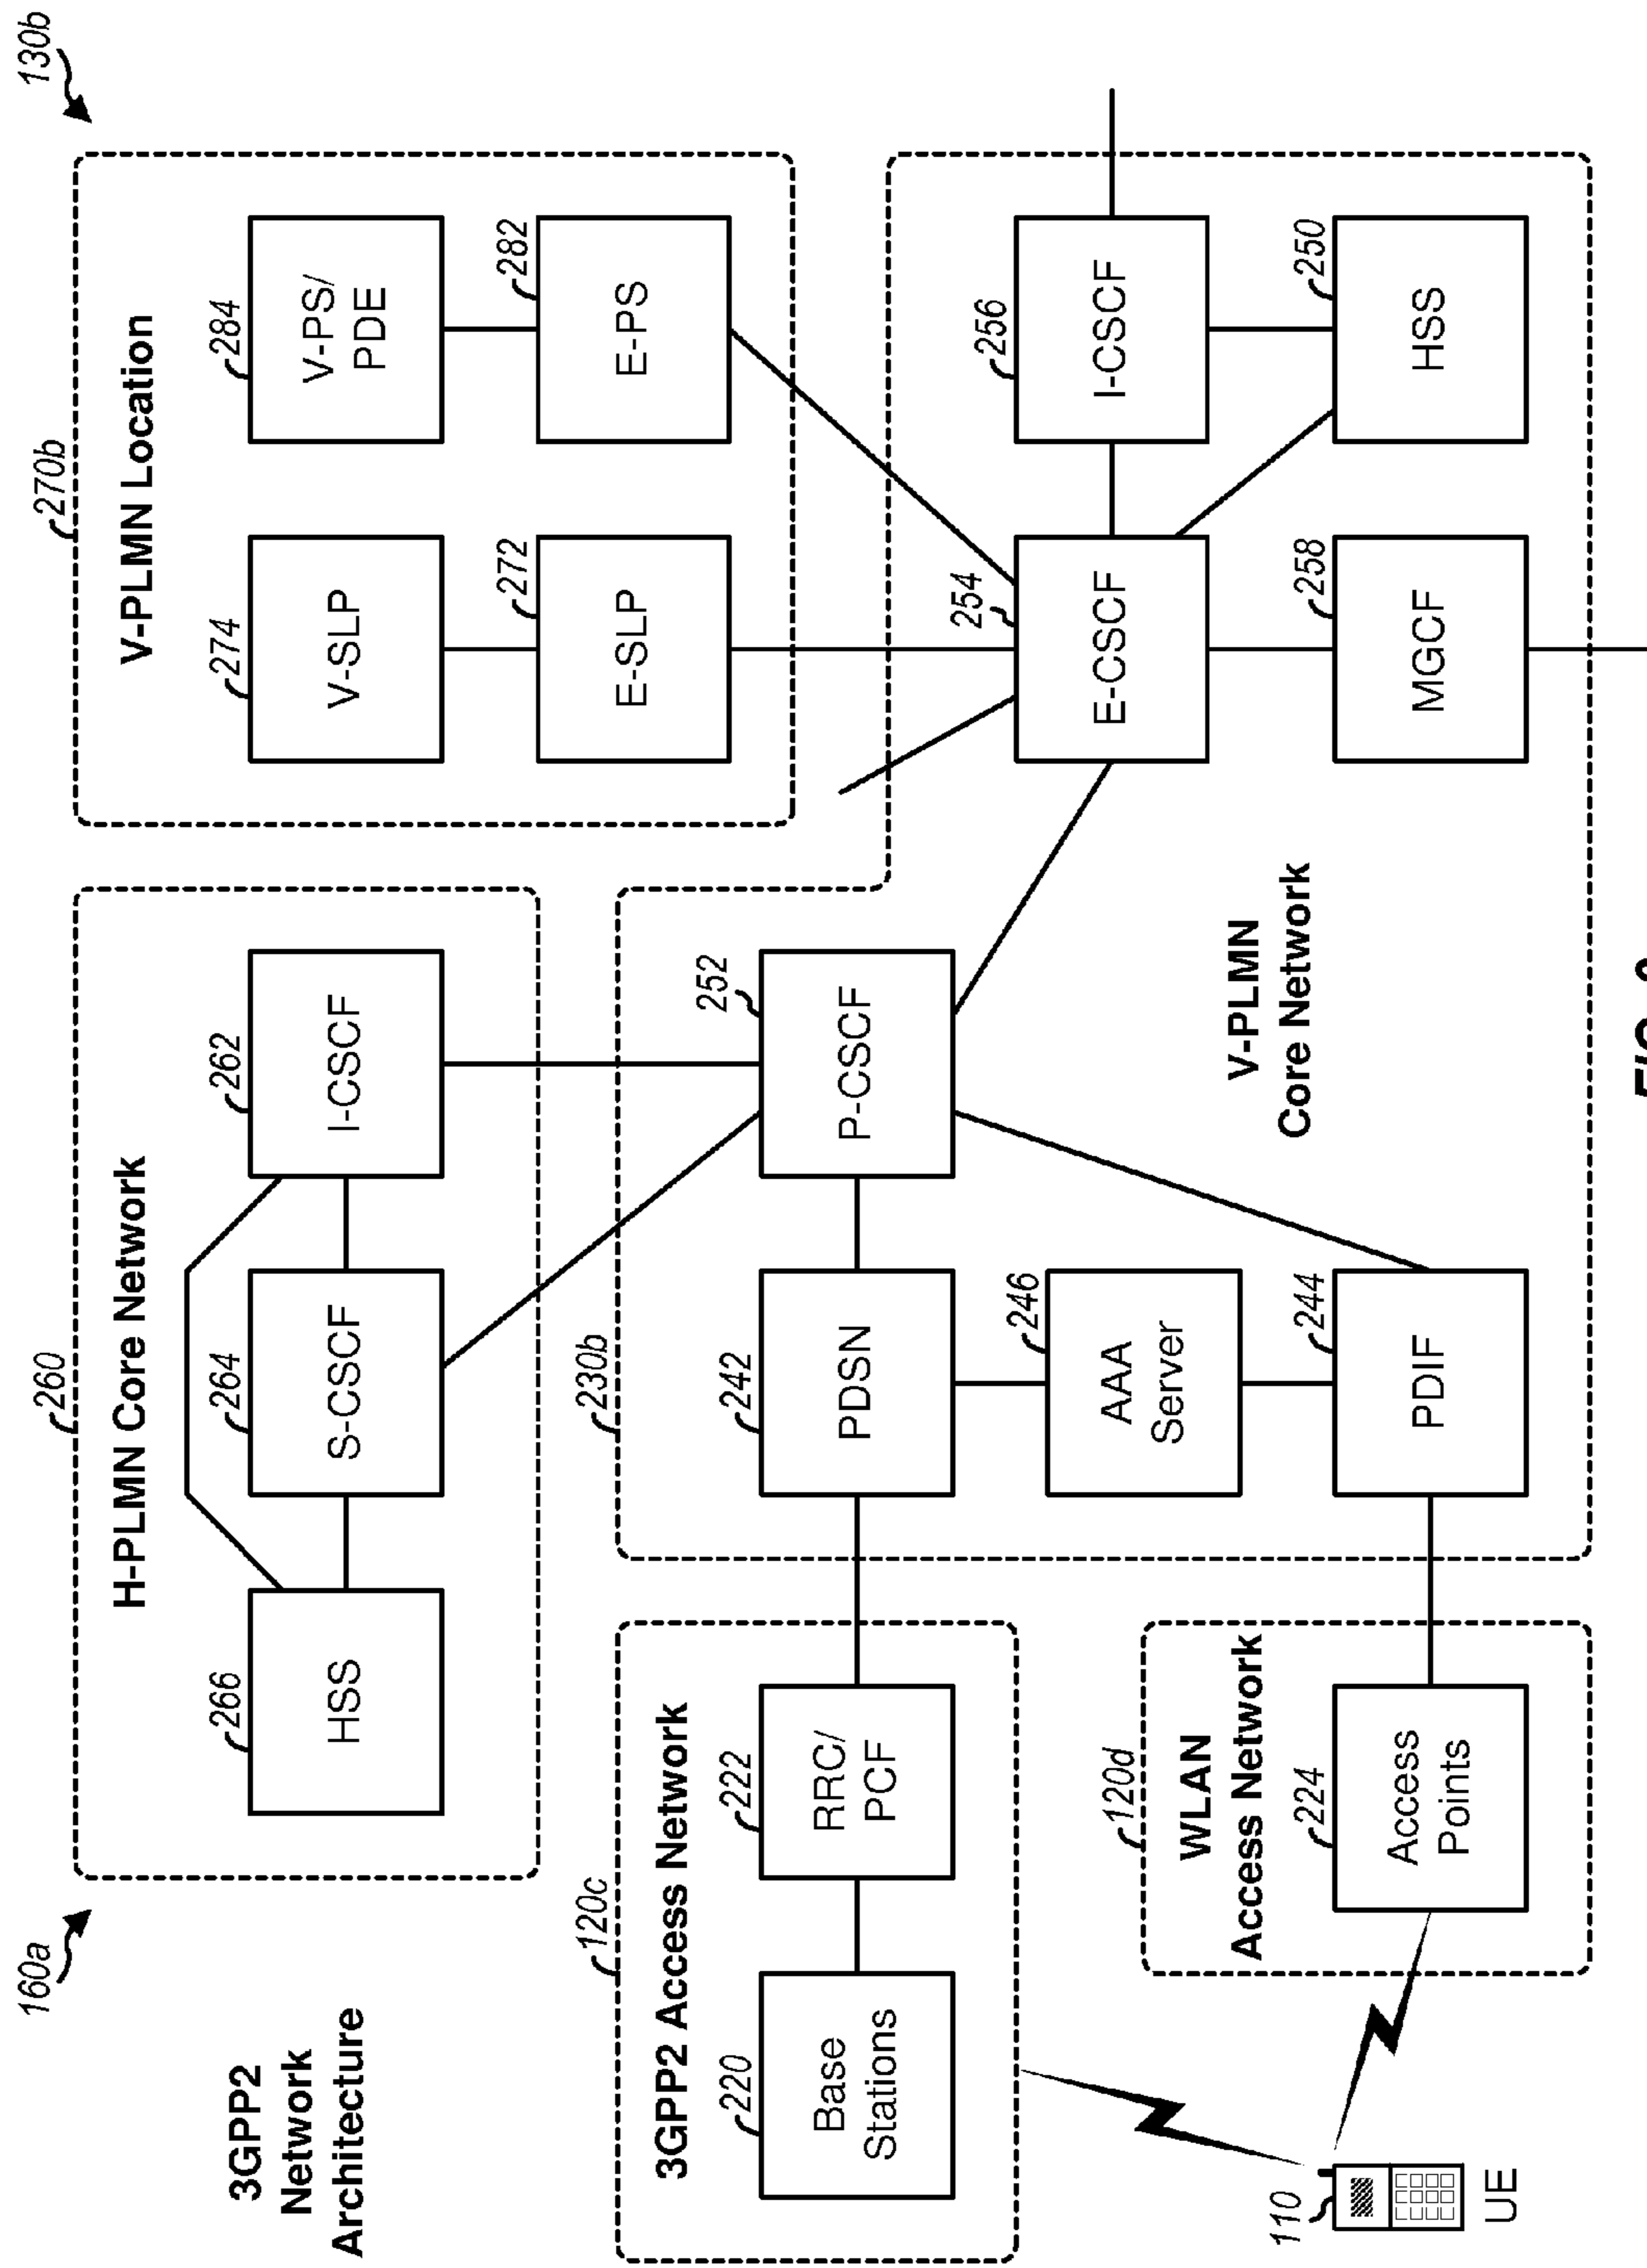 3GPP2
Network
Architecture
160a
130b
260
H-PLMN Core Network
266
HSS
264
S-CSCF
262
I-CSCF
270b
V-PLMN Location
274
V-SLP
284
V-PS/
PDE
272
E-SLP
282
E-PS
120c
3GPP2 Access Network
220
Base
Stations
222
RRC/
PCF
230b
242
PDSN
252
P-CSCF
246
AAA
Server
244
PDIF
254
E-CSCF
256
I-CSCF
258
MGCF
250
HSS
V-PLMN
Core Network
120d
WLAN
Access Network
224
Access
Points
110
UE
FIG.